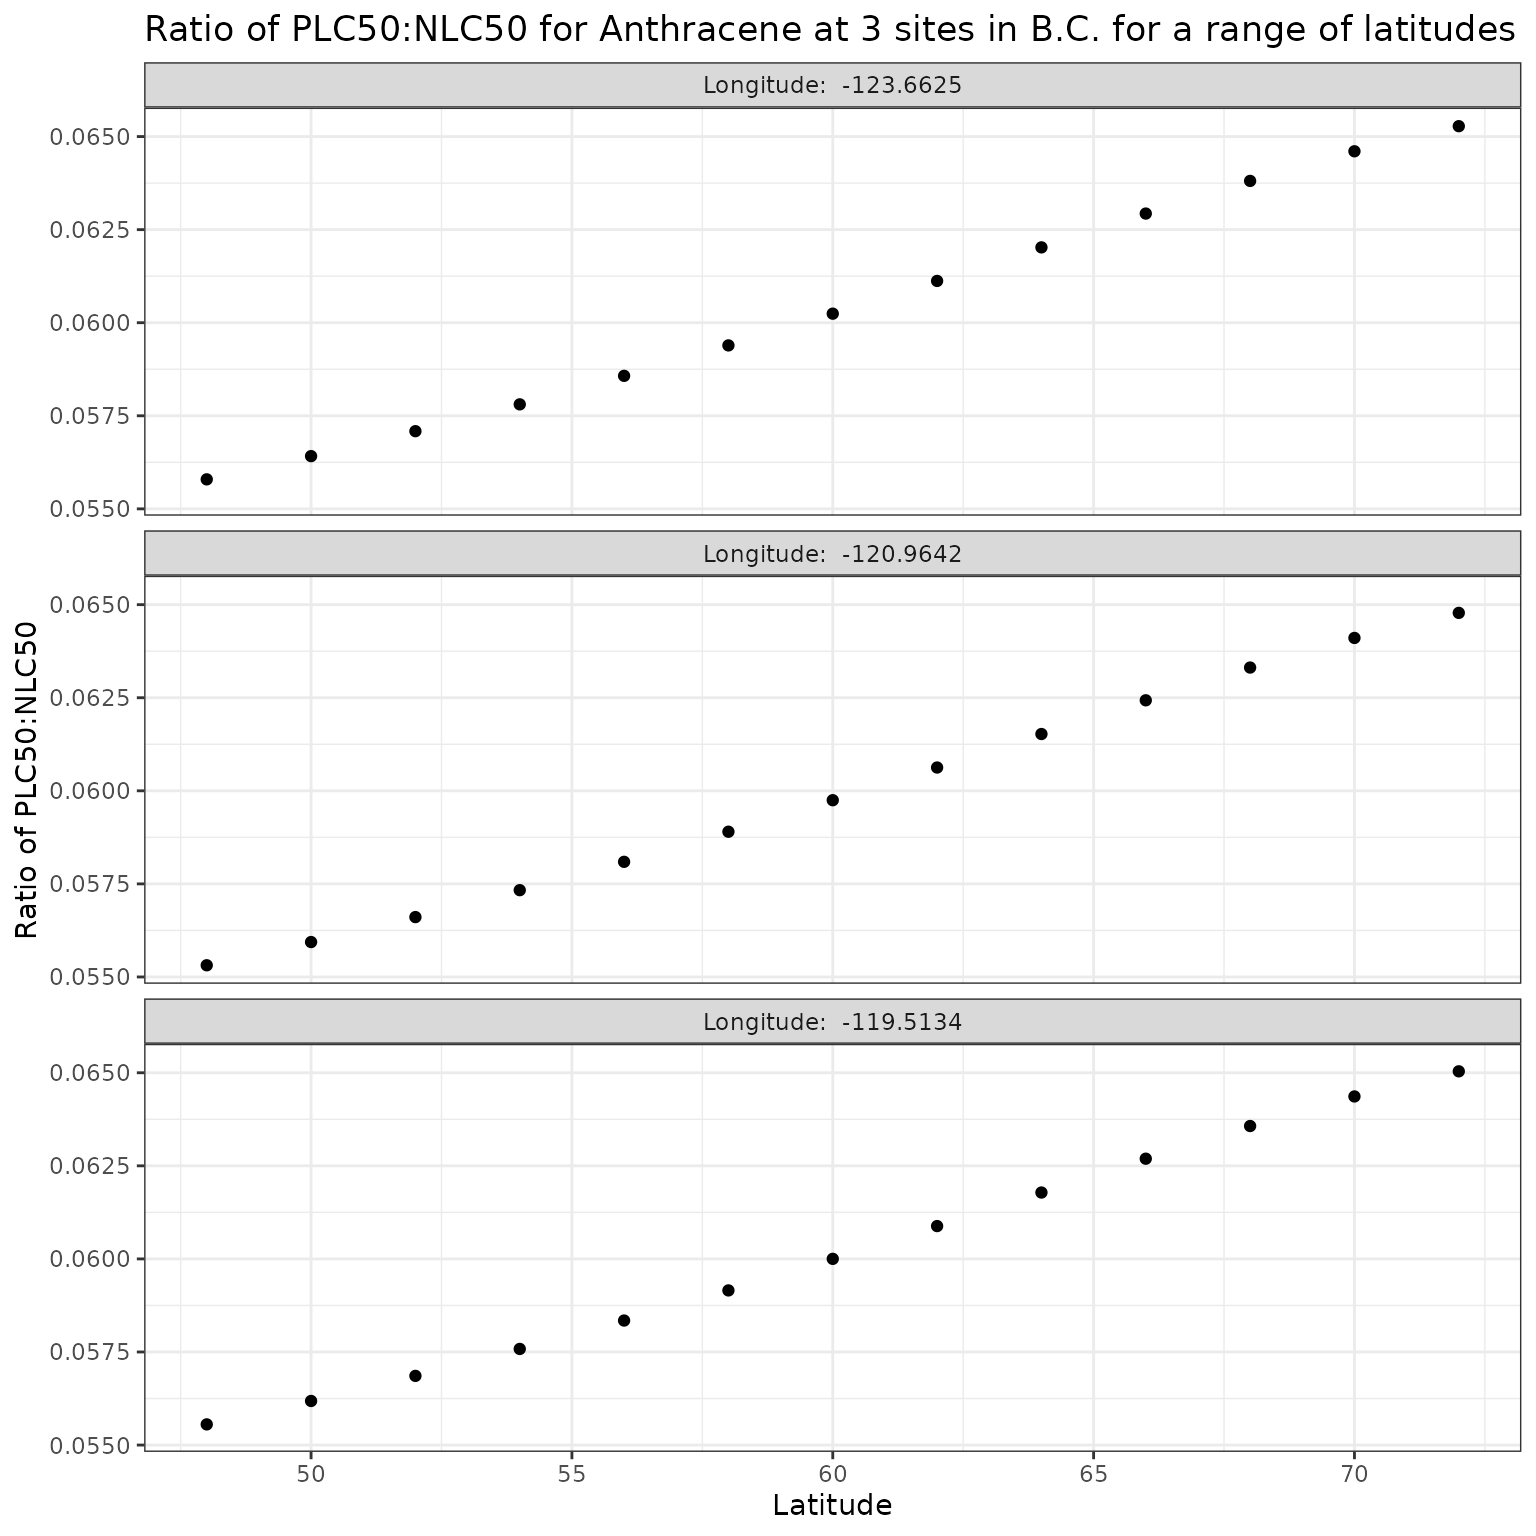 Ratio of PLC50:NLC50 for Anthracene at 3 sites in B.C. for a range of latitudes
Longitude:  -123.6625
0.0650
0.0625
0.0600
0.0575
0.0550
Longitude:  -120.9642
0.0650
0.0625
0.0600
0.0575
0.0550
Ratio of PLC50:NLC50
Longitude:  -119.5134
0.0650
0.0625
0.0600
0.0575
0.0550
50 55 60 65 70
Latitude